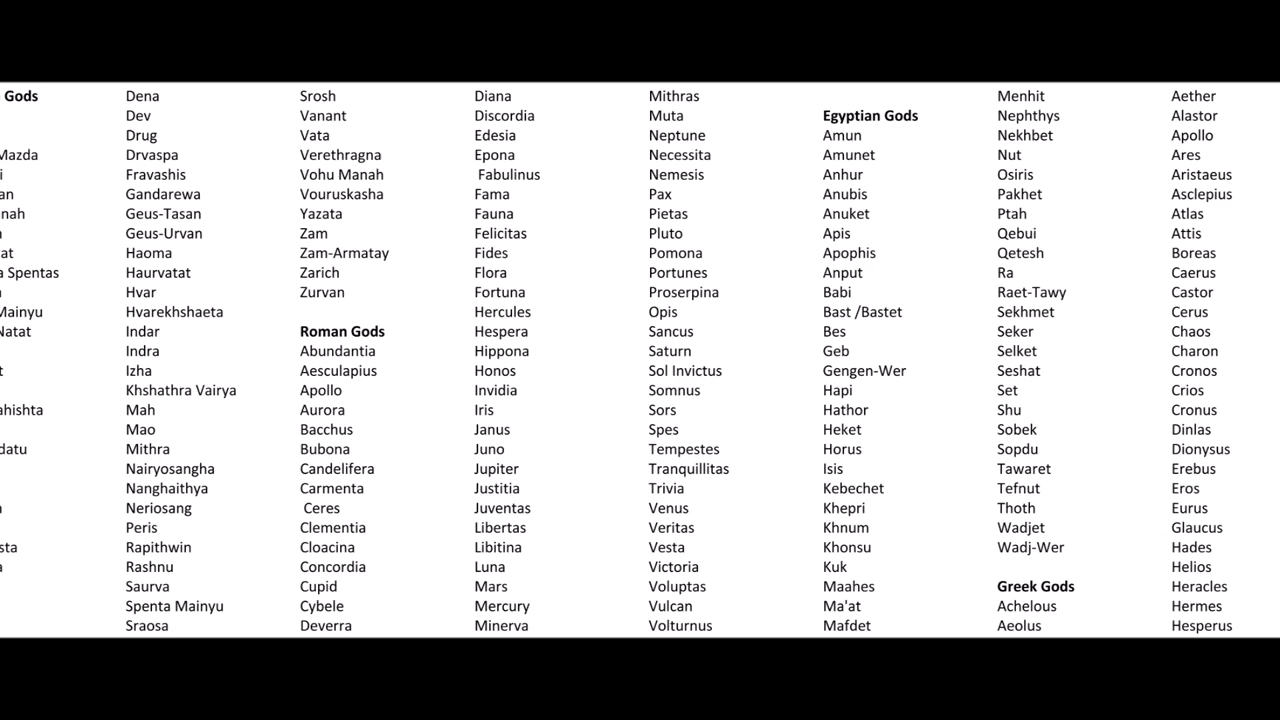 Gods
Mazda
i
an
nah
at
a Spentas
Mainyu
Natat
t
ahishta
datu
sta
a
Dena
Dev
Drug
Drvaspa
Fravashis
Gandarewa
Geus-Tasan
Geus-Urvan
Haoma
Haurvatat
Hvar
Hvarekhshaeta
Indar
Indra
Izha
Khshathra Vairya
Mah
Mao
Mithra
Nairyosangha
Nanghaithya
Neriosang
Peris
Rapithwin
Rashnu
Saurva
Spenta Mainyu
Sraosa
Srosh
Vanant
Vata
Verethragna
Vohu Manah
Vouruskasha
Yazata
Zam
Zam-Armatay
Zarich
Zurvan
Roman Gods
Abundantia
Aesculapius
Apollo
Aurora
Bacchus
Bubona
Candelifera
Carmenta
Ceres
Clementia
Cloacina
Concordia
Cupid
Cybele
Deverra
Diana
Discordia
Edesia
Epona
Fabulinus
Fama
Fauna
Felicitas
Fides
Flora
Fortuna
Hercules
Hespera
Hippona
Honos
Invidia
Iris
Janus
Juno
Jupiter
Justitia
Juventas
Libertas
Libitina
Luna
Mars
Mercury
Minerva
Mithras
Muta
Neptune
Necessita
Nemesis
Pax
Pietas
Pluto
Pomona
Portunes
Proserpina
Opis
Sancus
Saturn
Sol Invictus
Somnus
Sors
Spes
Tempestes
Tranquillitas
Trivia
Venus
Veritas
Vesta
Victoria
Voluptas
Vulcan
Volturnus
Egyptian Gods
Amun
Amunet
Anhur
Anubis
Anuket
Apis
Apophis
Anput
Babi
Bast /Bastet
Bes
Geb
Gengen-Wer
Hapi
Hathor
Heket
Horus
Isis
Kebechet
Khepri
Khnum
Khonsu
Kuk
Maahes
Ma'at
Mafdet
Menhit
Nephthys
Nekhbet
Nut
Osiris
Pakhet
Ptah
Qebui
Qetesh
Ra
Raet-Tawy
Sekhmet
Seker
Selket
Seshat
Set
Shu
Sobek
Sopdu
Tawaret
Tefnut
Thoth
Wadjet
Wadj-Wer
Greek Gods
Achelous
Aeolus
Aether
Alastor
Apollo
Ares
Aristaeus
Asclepius
Atlas
Attis
Boreas
Caerus
Castor
Cerus
Chaos
Charon
Cronos
Crios
Cronus
Dinlas
Dionysus
Erebus
Eros
Eurus
Glaucus
Hades
Helios
Heracles
Hermes
Hesperus